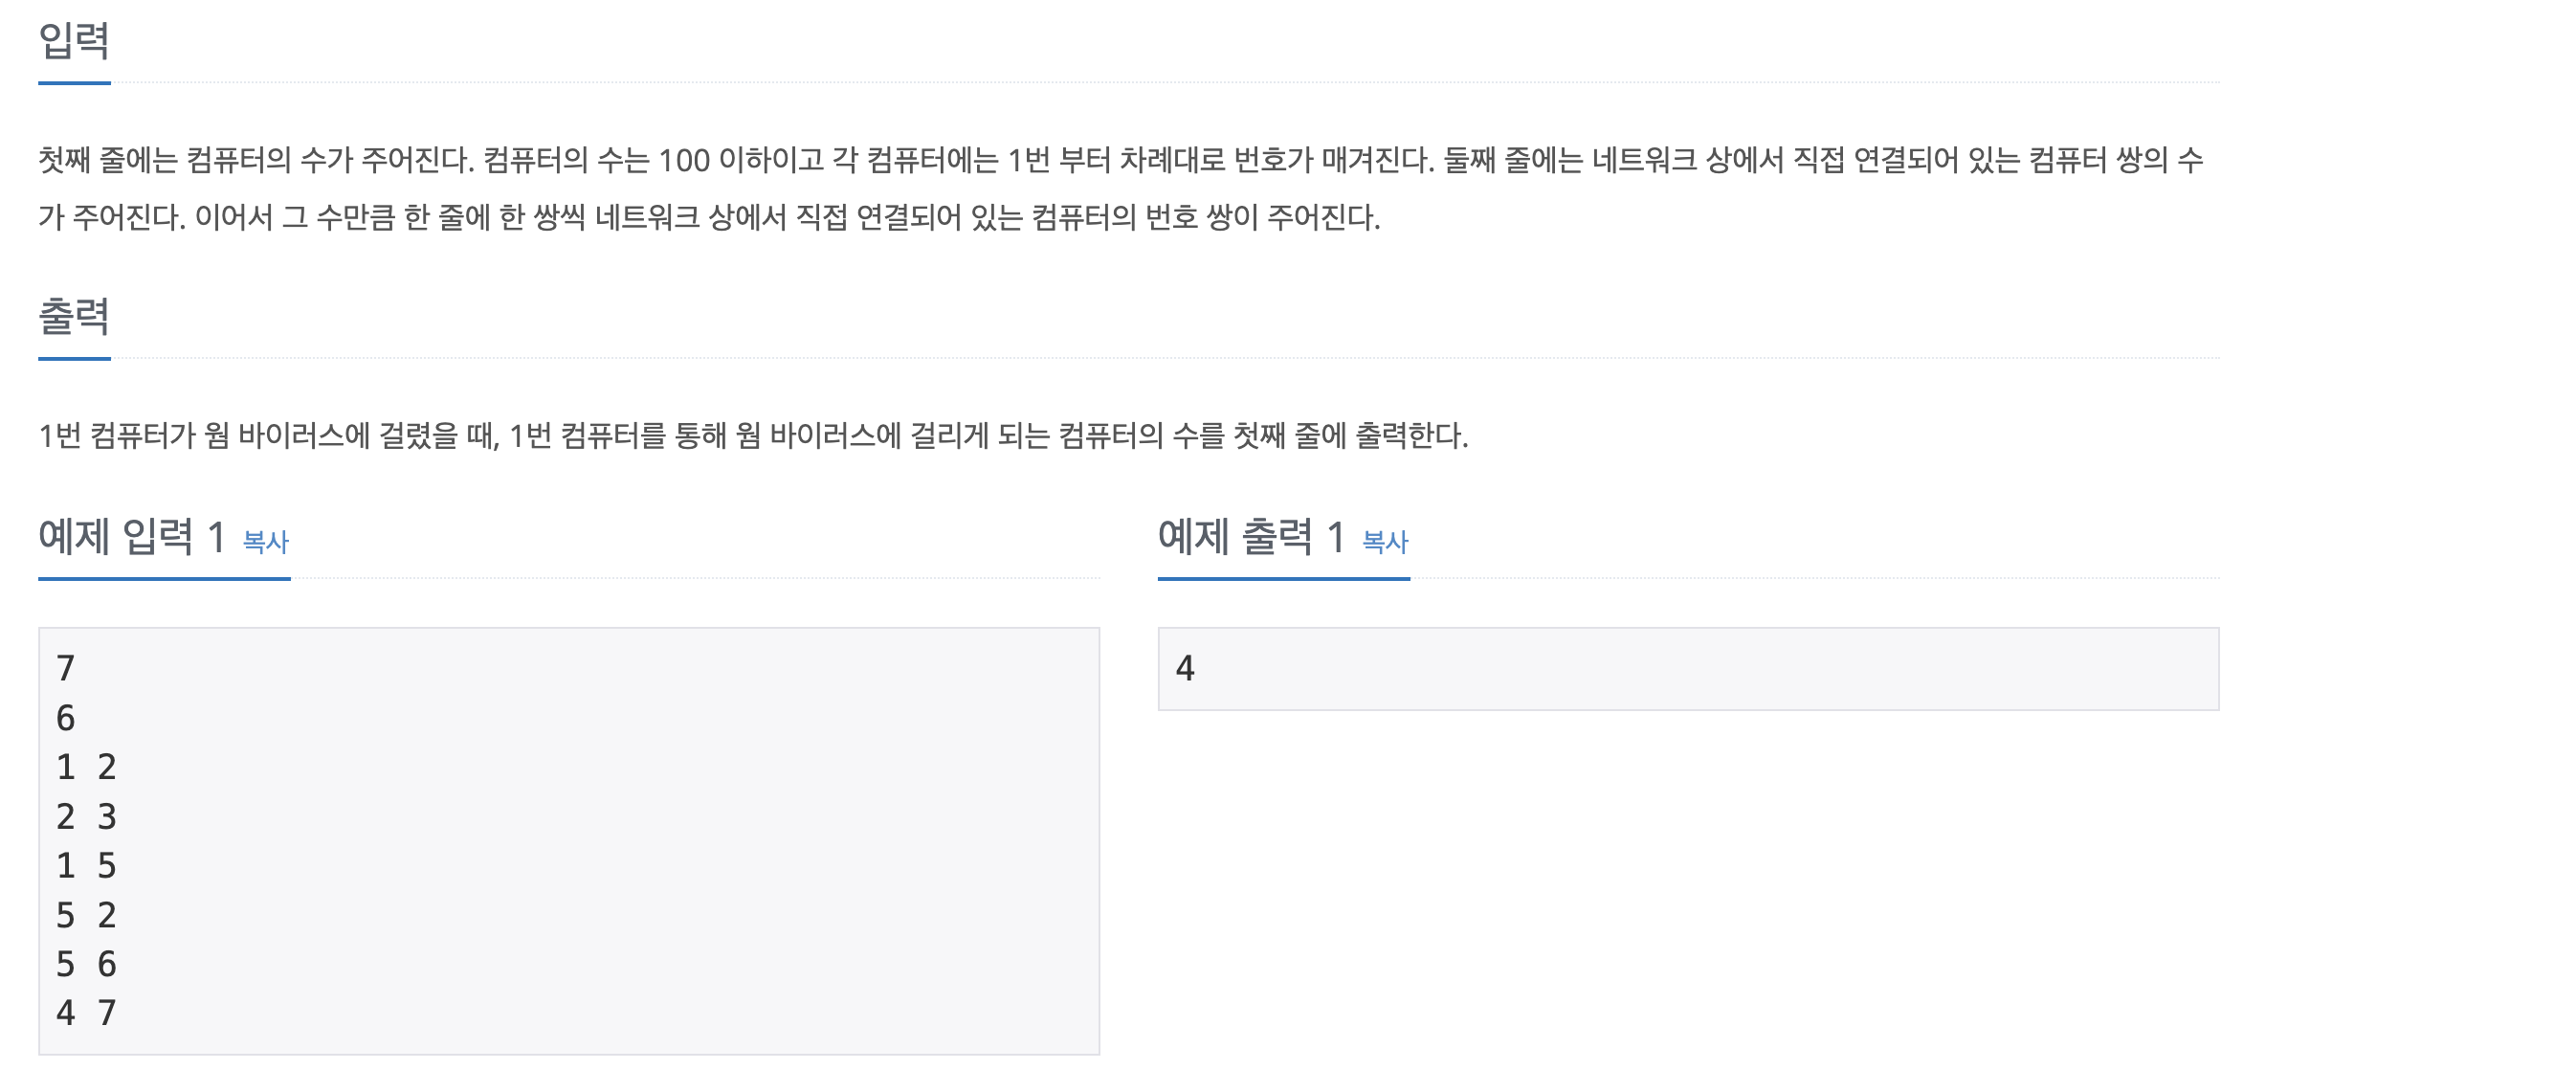 입력
첫째 줄에는 컴퓨터의 수가 주어진다. 컴퓨터의 수는 100 이하이고 각 컴퓨터에는 1번 부터 차례대로 번호가 매겨진다. 둘째 줄에는 네트워크 상에서 직접 연결되어 있는 컴퓨터 쌍의 수
가 주어진다. 이어서 그 수만큼 한 줄에 한 쌍씩 네트워크 상에서 직접 연결되어 있는 컴퓨터의 번호 쌍이 주어진다.
출력
1번 컴퓨터가 웜 바이러스에 걸렸을 때, 1번 컴퓨터를 통해 웜 바이러스에 걸리게 되는 컴퓨터의 수를 첫째 줄에 출력한다.
예제 입력 1 복사
7
6
1 2
2 3
1 5
5 2
5 6
4 7
예제 출력 1 복사
4